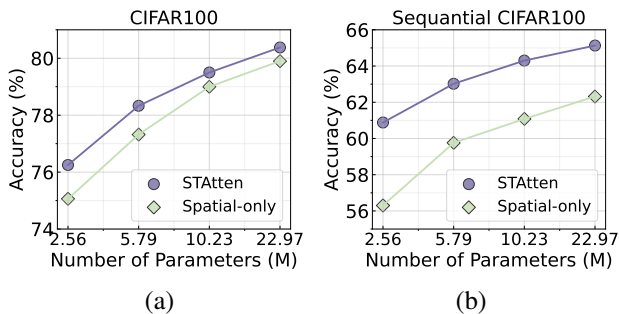 CIFAR100
Accuracy (%)
80
78
76
74
STAtten
Spatial-only
2.56 5.79 10.23 22.97
Number of Parameters (M)
(a)
Sequantial CIFAR100
Accuracy (%)
66
64
62
60
58
56
STAtten
Spatial-only
2.56 5.79 10.23 22.97
Number of Parameters (M)
(b)